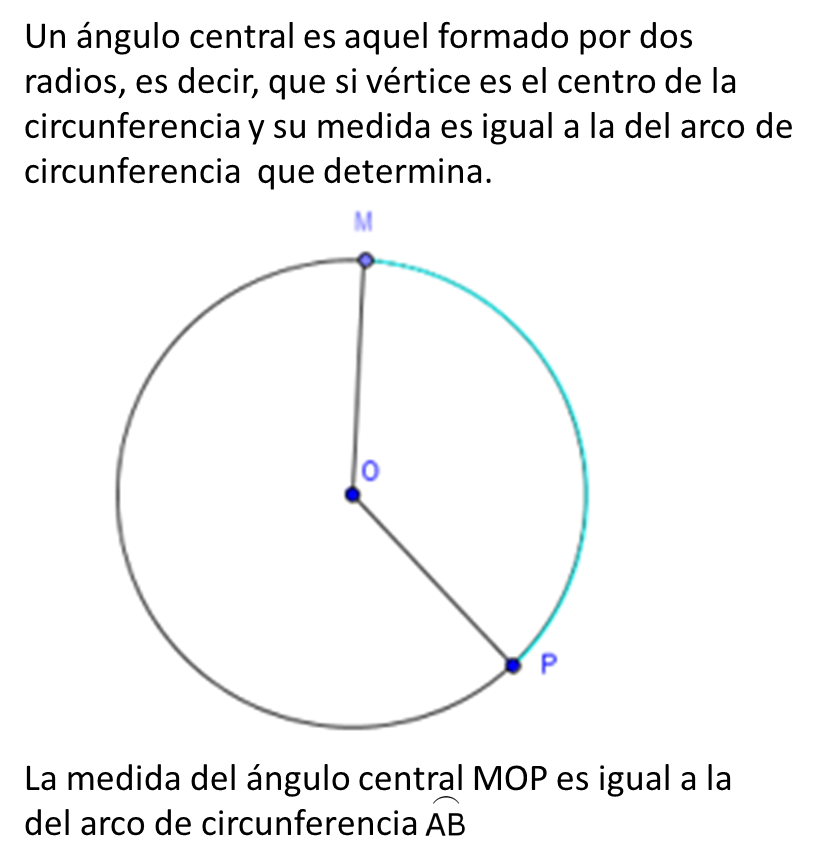 Un ángulo central es aquel formado por dos
radios, es decir, que si vértice es el centro de la
circunferencia y su medida es igual a la del arco de
circunferencia que determina.
M
O
P
La medida del ángulo central MOP es igual a la
del arco de circunferencia AB